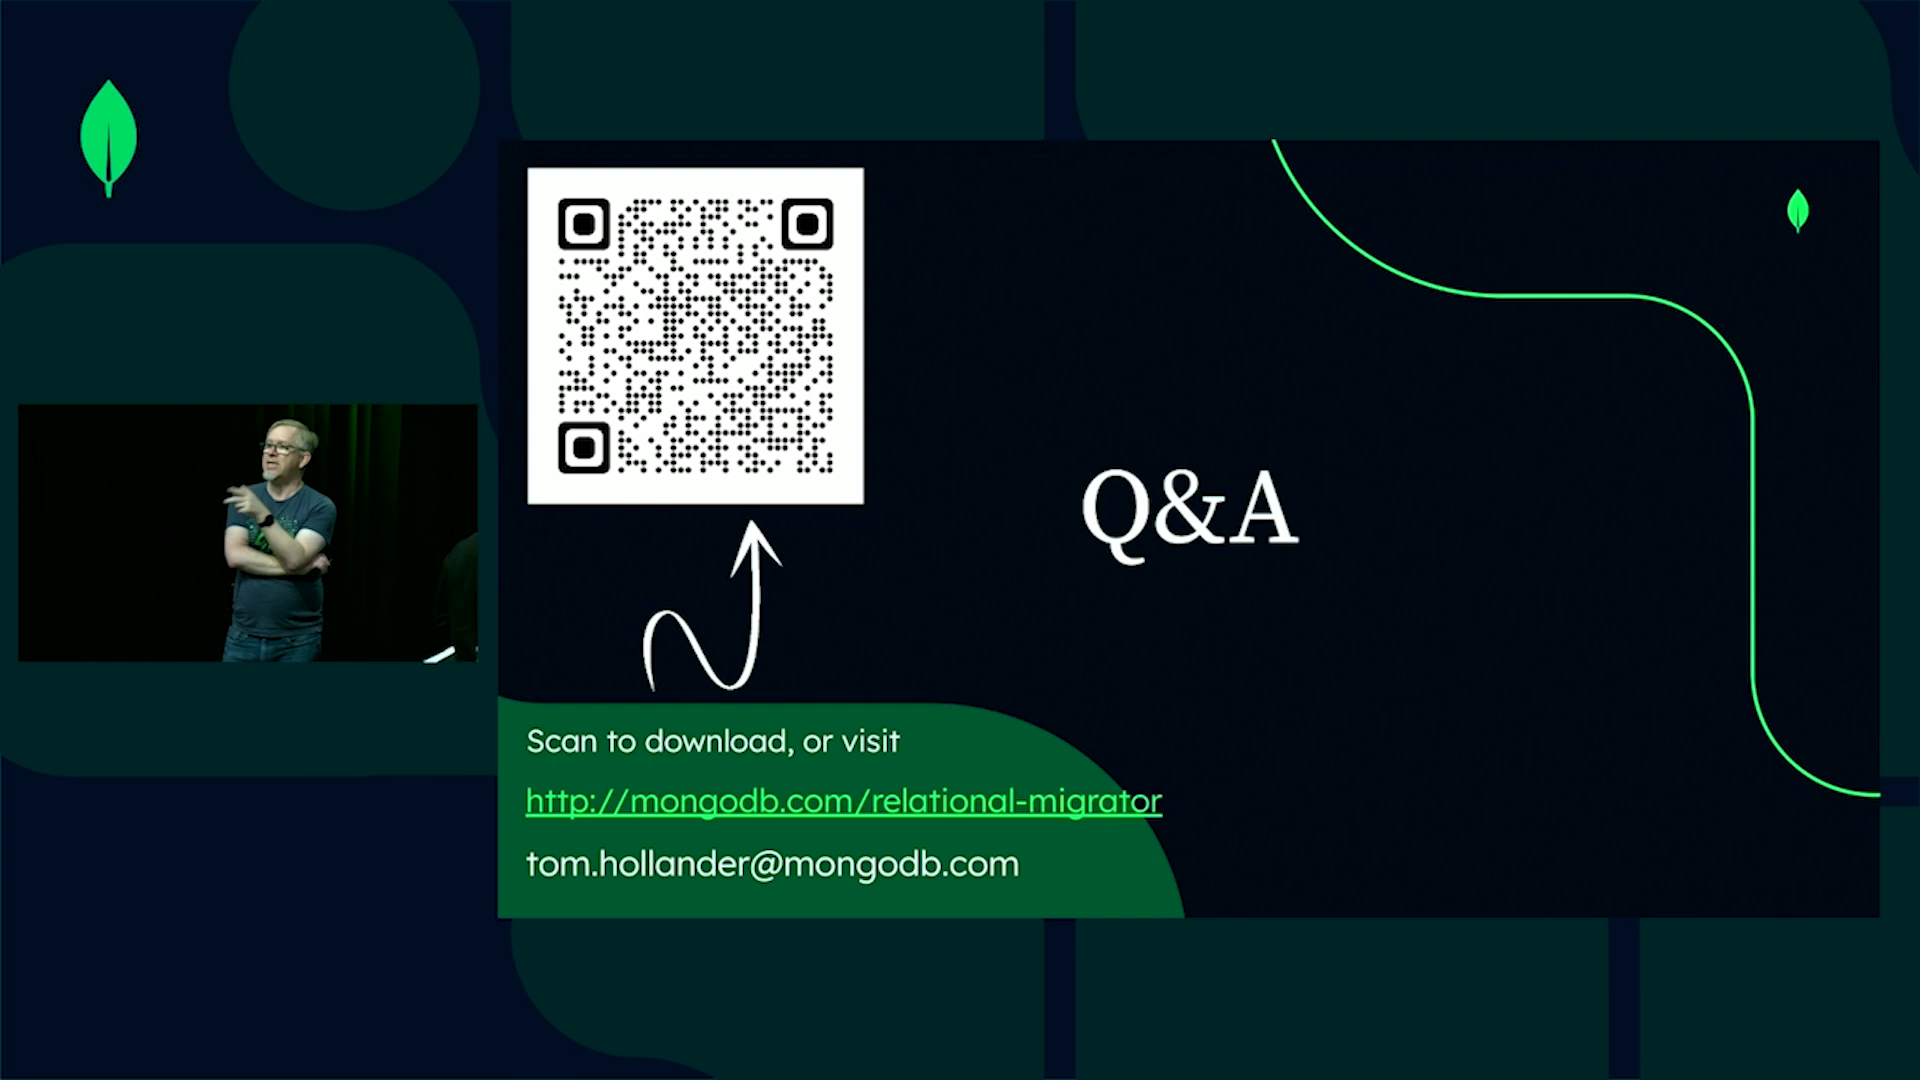 Q&A
Scan to download, or visit
http://mongodb.com/relational-migrator
tom.hollander@mongodb.com